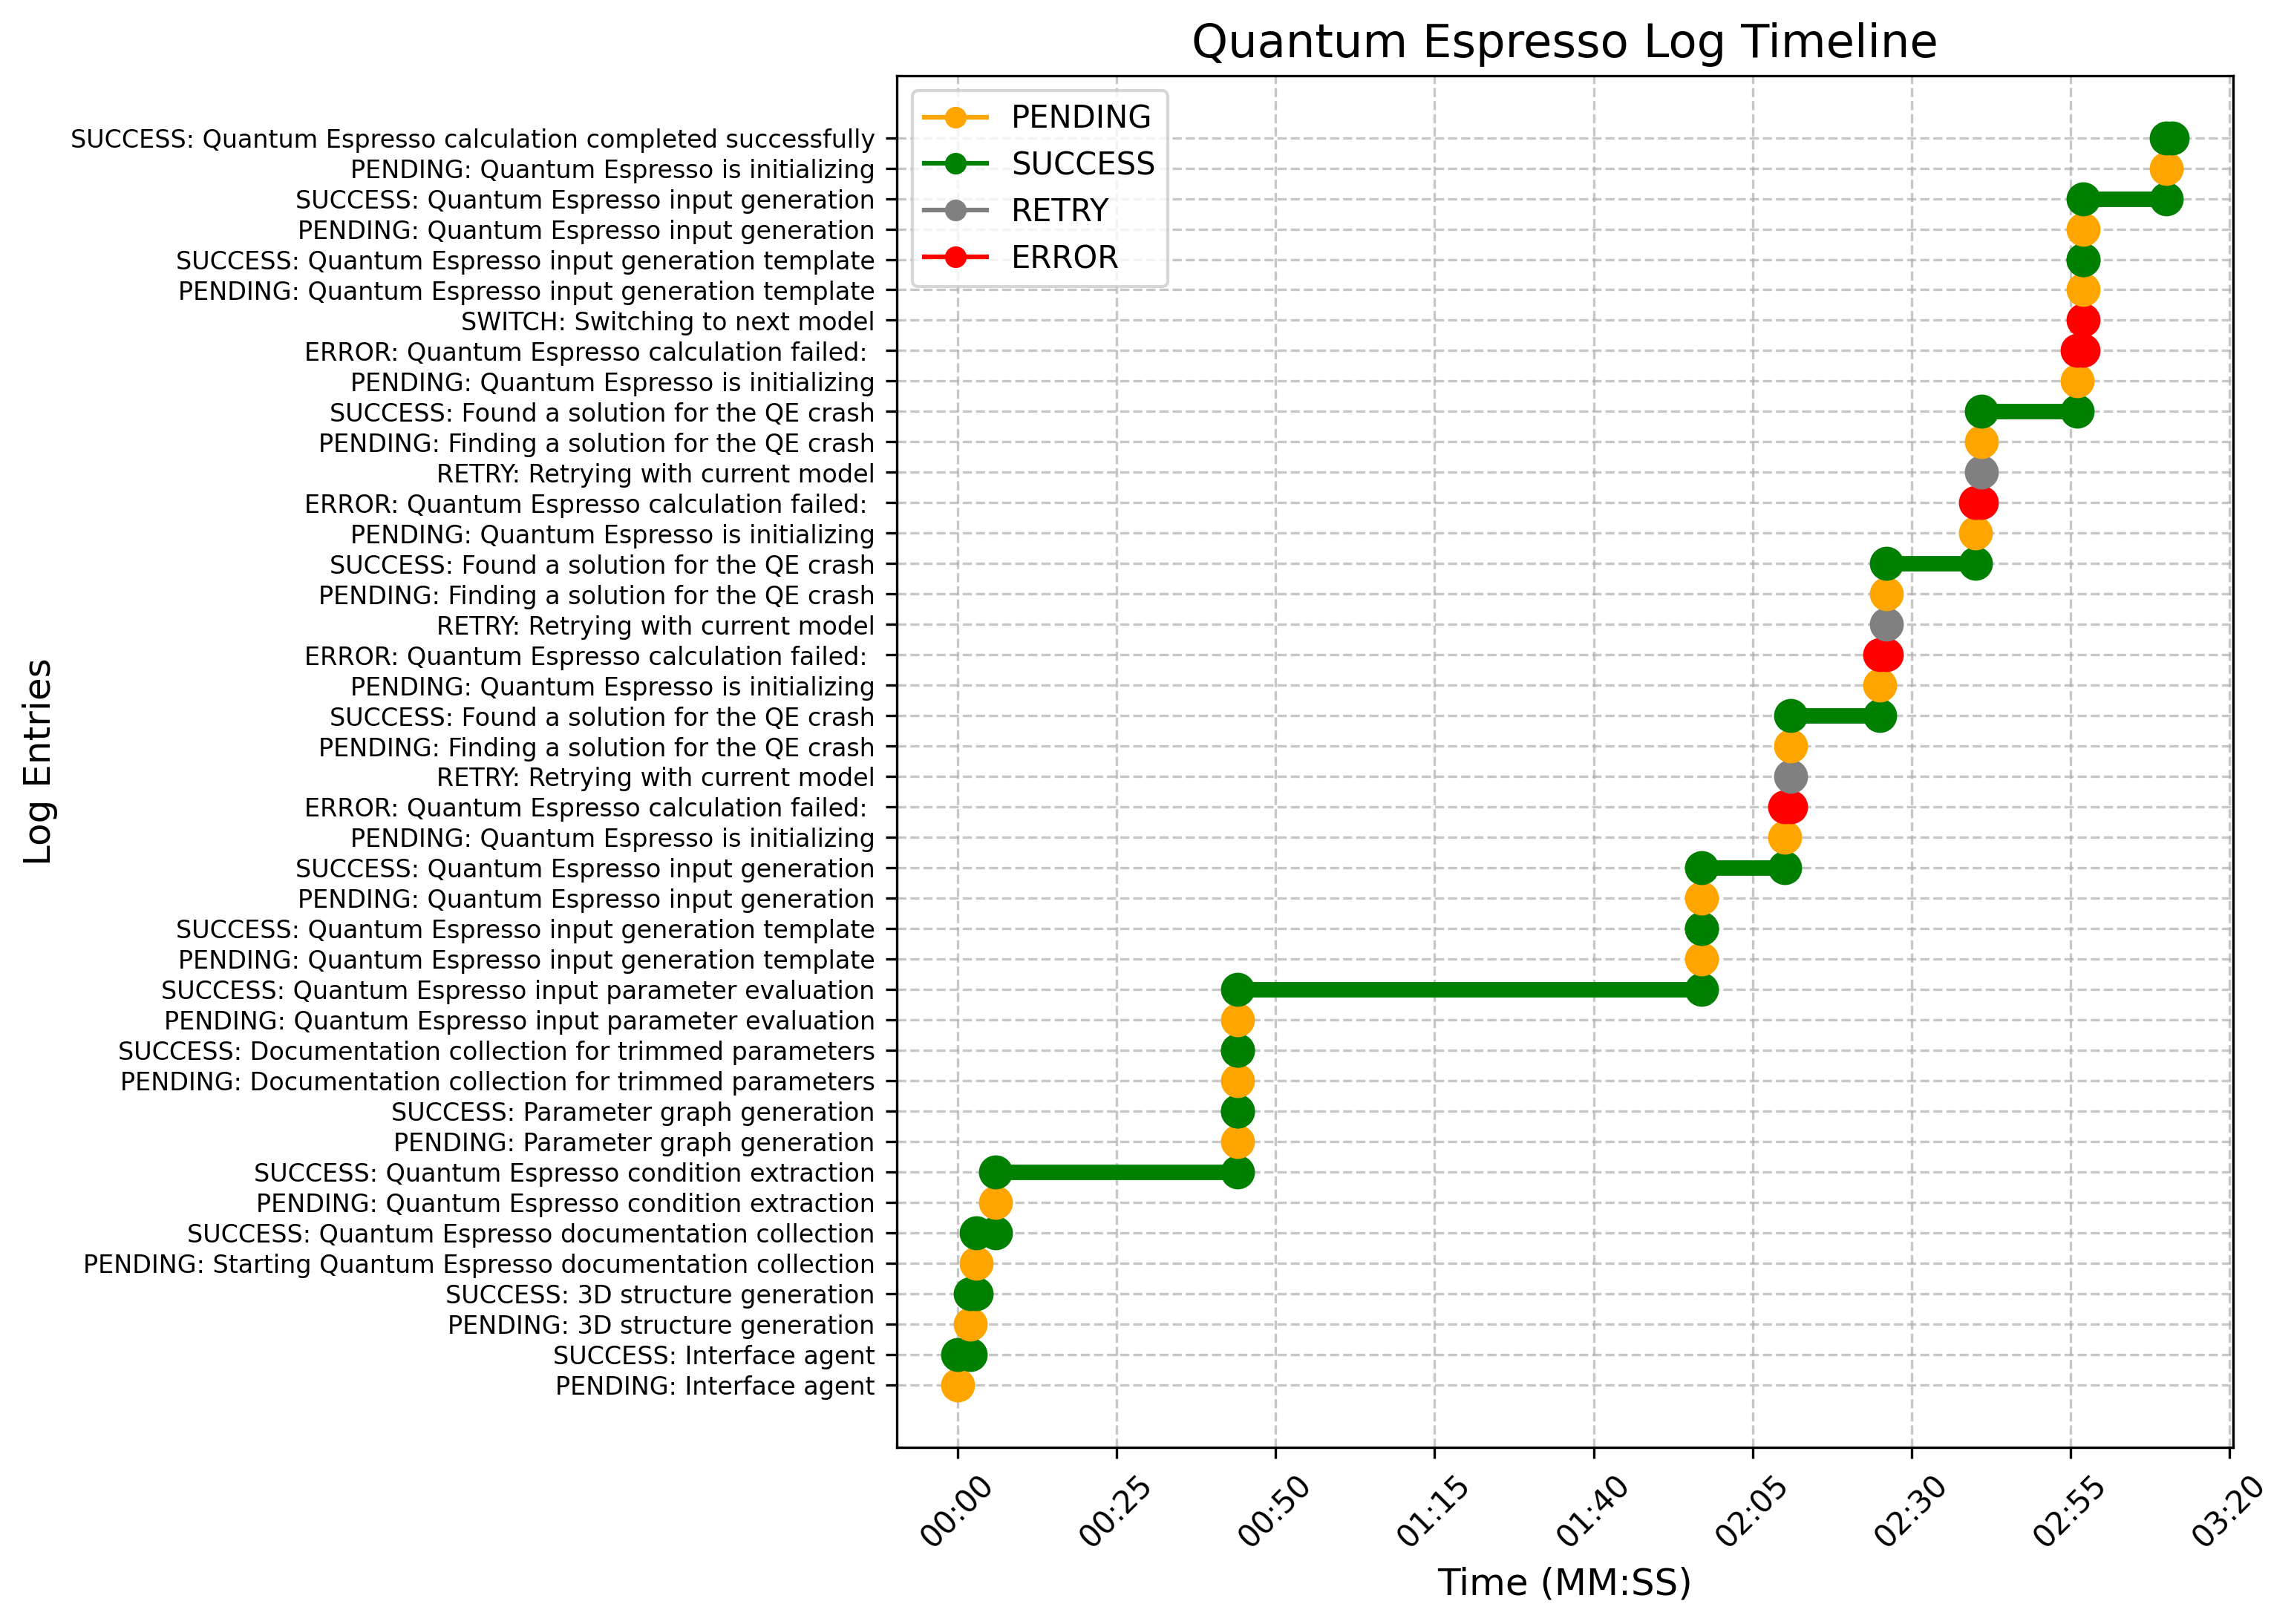 Quantum Espresso Log Timeline
PENDING
SUCCESS
RETRY
ERROR
SUCCESS: Quantum Espresso calculation completed successfully
PENDING: Quantum Espresso is initializing
SUCCESS: Quantum Espresso input generation
PENDING: Quantum Espresso input generation
SUCCESS: Quantum Espresso input generation template
PENDING: Quantum Espresso input generation template
SWITCH: Switching to next model
ERROR: Quantum Espresso calculation failed:
PENDING: Quantum Espresso is initializing
SUCCESS: Found a solution for the QE crash
PENDING: Finding a solution for the QE crash
RETRY: Retrying with current model
ERROR: Quantum Espresso calculation failed:
PENDING: Quantum Espresso is initializing
SUCCESS: Found a solution for the QE crash
PENDING: Finding a solution for the QE crash
RETRY: Retrying with current model
ERROR: Quantum Espresso calculation failed:
PENDING: Quantum Espresso is initializing
SUCCESS: Found a solution for the QE crash
PENDING: Finding a solution for the QE crash
RETRY: Retrying with current model
ERROR: Quantum Espresso calculation failed:
PENDING: Quantum Espresso is initializing
SUCCESS: Quantum Espresso input generation
PENDING: Quantum Espresso input generation
SUCCESS: Quantum Espresso input generation template
PENDING: Quantum Espresso input generation template
SUCCESS: Quantum Espresso input parameter evaluation
PENDING: Quantum Espresso input parameter evaluation
SUCCESS: Documentation collection for trimmed parameters
PENDING: Documentation collection for trimmed parameters
SUCCESS: Parameter graph generation
PENDING: Parameter graph generation
SUCCESS: Quantum Espresso condition extraction
PENDING: Quantum Espresso condition extraction
SUCCESS: Quantum Espresso documentation collection
PENDING: Starting Quantum Espresso documentation collection
SUCCESS: 3D structure generation
PENDING: 3D structure generation
SUCCESS: Interface agent
PENDING: Interface agent
Log Entries
00:00
00:25
00:50
01:15
01:40
02:05
02:30
02:55
03:20
Time (MM:SS)